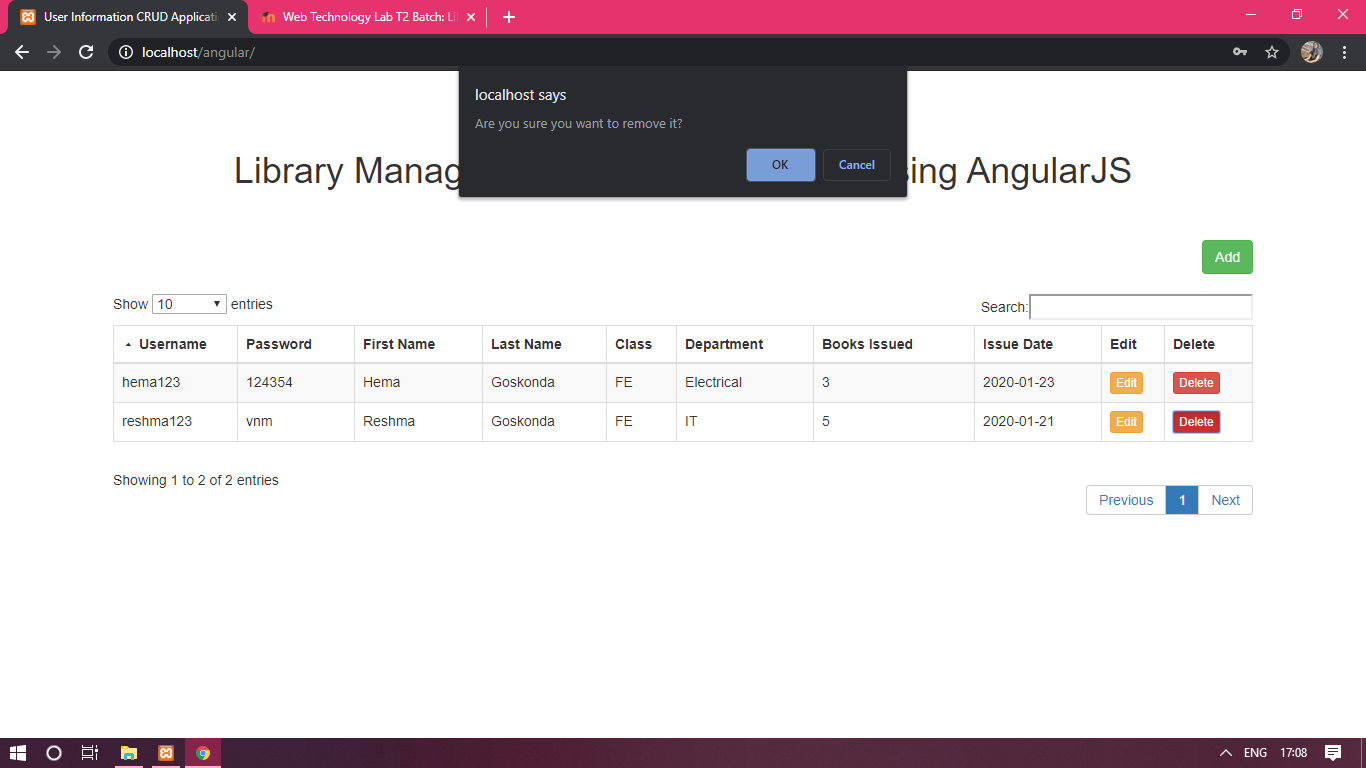 User Information CRUD Applicati
Web Technology Lab T2 Batch: Li
localhost/angular/
localhost says
Are you sure you want to remove it?
OK Cancel
Library Manag sing AngularJS
Add
Show 10 entries
Search:
Username Password First Name Last Name Class Department Books Issued Issue Date Edit Delete
hema123 124354 Hema Goskonda FE Electrical 3 2020-01-23 Edit Delete
reshma123 vnm Reshma Goskonda FE IT 5 2020-01-21 Edit Delete
Showing 1 to 2 of 2 entries
Previous 1 Next
ENG 17:08